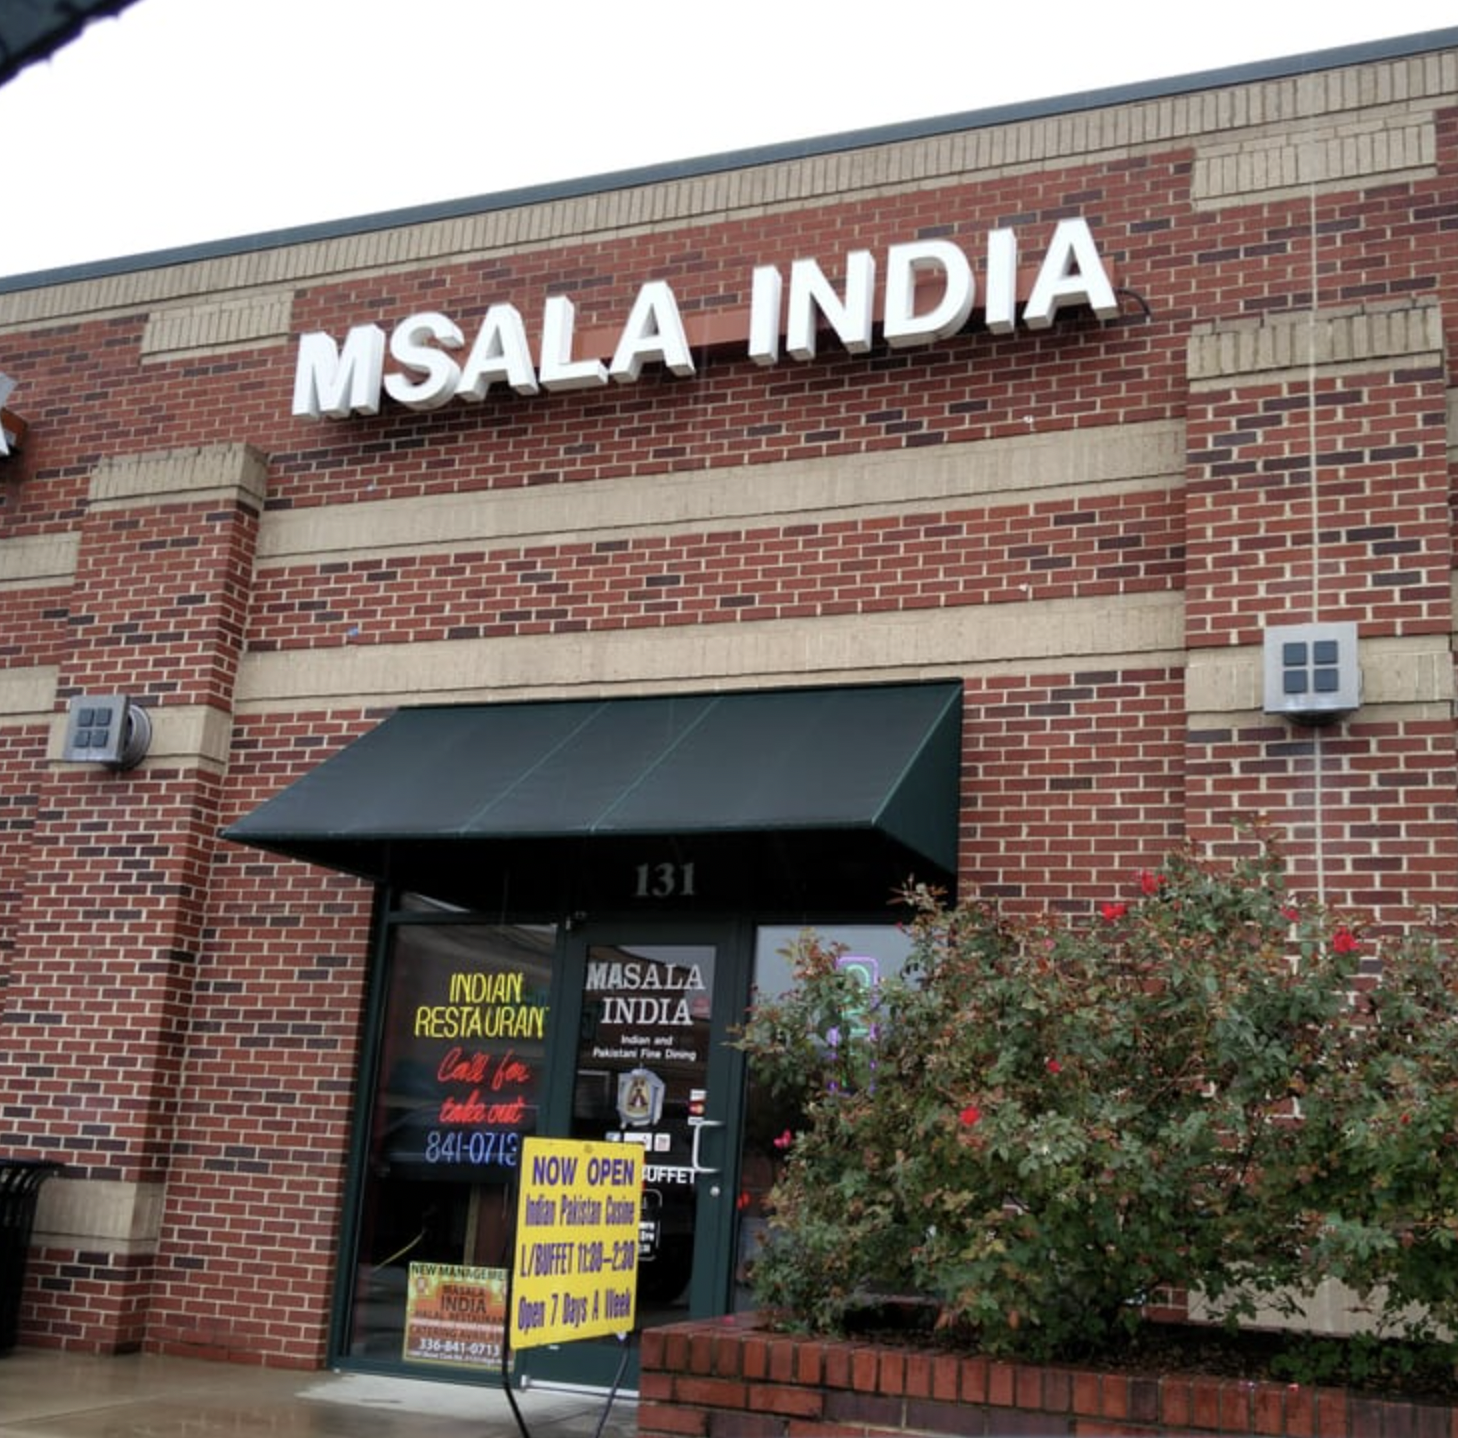 MSALA INDIA
131
INDIAN
RESTAURANT
Call for
take out
841-0713
MASALA
INDIA
Indian and
Pakistani Fine Dining
BUFFET
NOW OPEN
Indian Pakistan Cusine
L/BUFFET 11:30-2:30
Open 7 Days A Week
NEW MANAGEME
MASALA
INDIA
336-841-0713